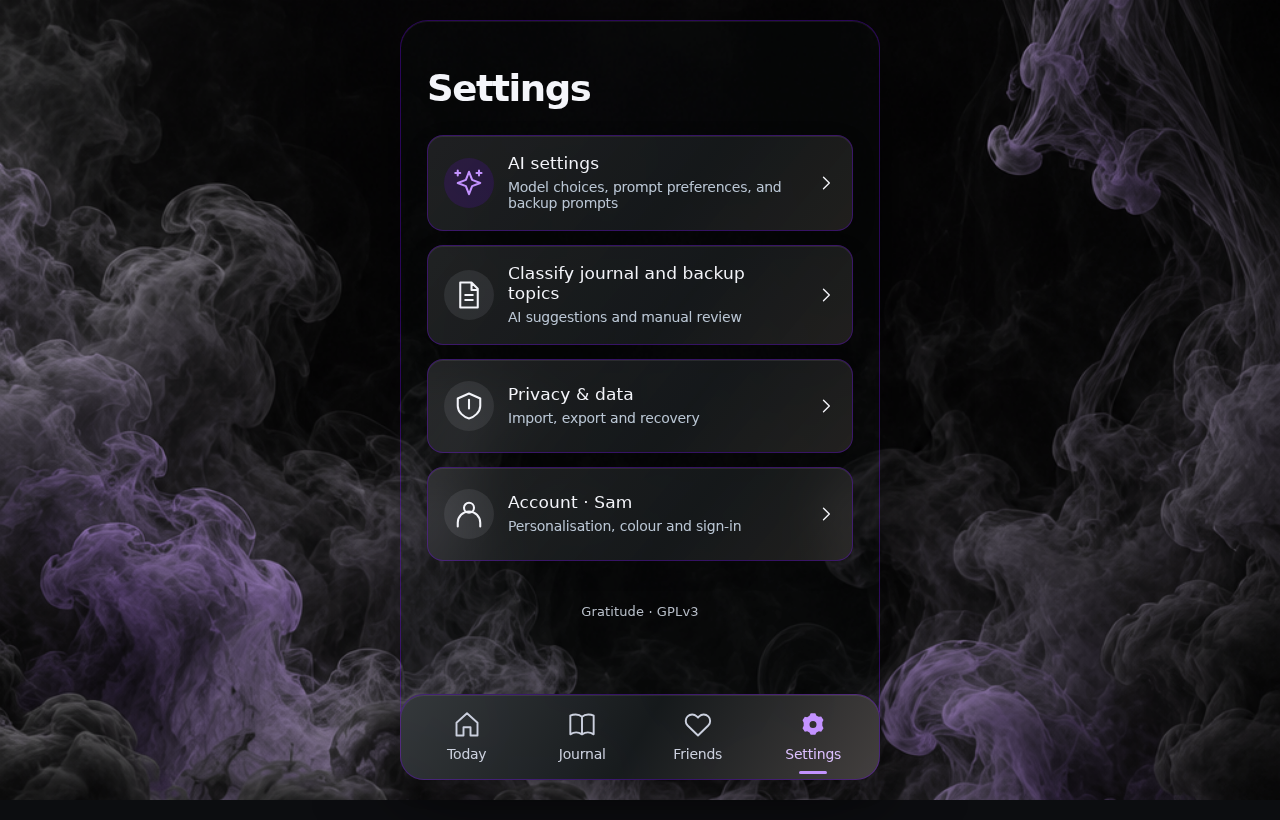 Settings
AI settings
Model choices, prompt preferences, and
backup prompts
Classify journal and backup
topics
AI suggestions and manual review
Privacy & data
Import, export and recovery
Account · Sam
Personalisation, colour and sign-in
Gratitude · GPLv3
Today
Journal
Friends
Settings